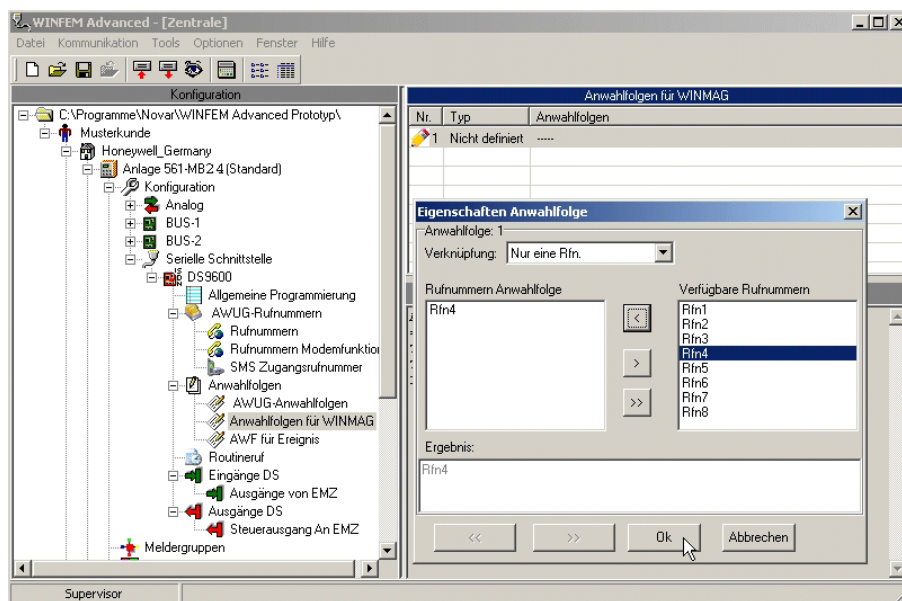 WINFEM Advanced - [Zentrale]
Datei Kommunikation Tools Optionen Fenster Hilfe
Konfiguration
C:\Programme\Novar\WINFEM Advanced Prototyp\
Musterkunde
Honeywell_Germany
Anlage 561-MB24 (Standard)
Konfiguration
Analog
BUS-1
BUS-2
Serielle Schnittstelle
DS9600
Allgemeine Programmierung
AWUG-Rufnummern
Rufnummern
Rufnummern Modemfunktion
SMS Zugangsrufnummer
Anwahlfolgen
AWUG-Anwahlfolgen
Anwahlfolgen für WINMAG
AWF für Ereignis
Routineruf
Eingänge DS
Ausgänge von EMZ
Ausgänge DS
Steuerausgang An EMZ
Meldergruppen
Anwahlfolgen für WINMAG
Nr. Typ Anwahlfolgen
1 Nicht definiert -----
Eigenschaften Anwahlfolge
Anwahlfolge: 1
Verknüpfung: Nur eine Rfn.
Rufnummern Anwahlfolge
Rfn4
<
>
>>
Verfügbare Rufnummern
Rfn1
Rfn2
Rfn3
Rfn4
Rfn5
Rfn6
Rfn7
Rfn8
Ergebnis:
Rfn4
<< >> Ok Abbrechen
Supervisor